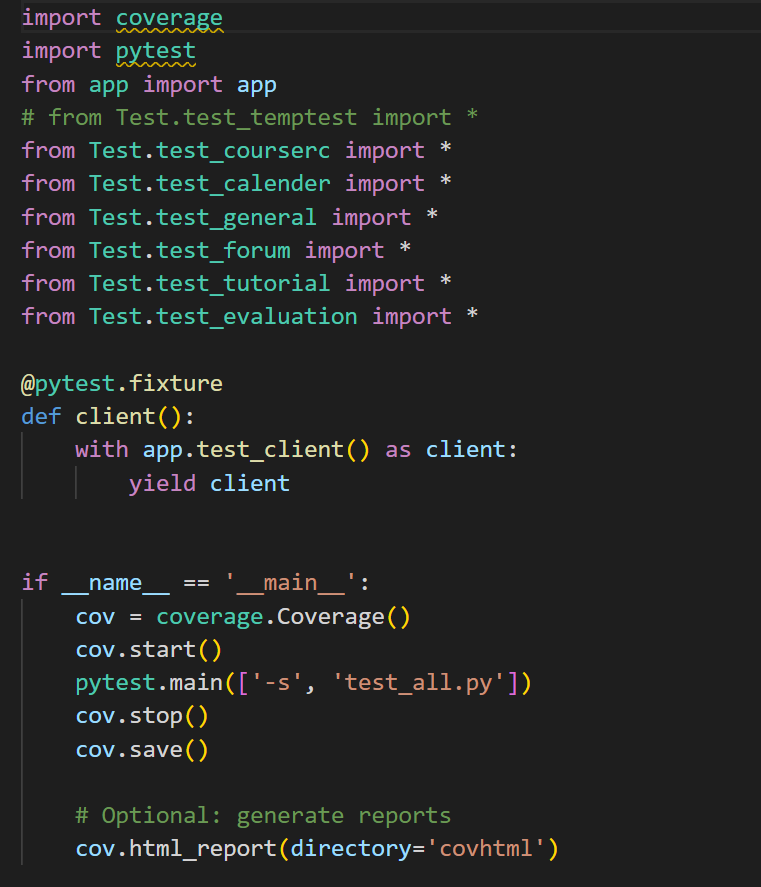 import coverage
import pytest
from app import app
# from Test.test_temptest import *
from Test.test_courserc import *
from Test.test_calender import *
from Test.test_general import *
from Test.test_forum import *
from Test.test_tutorial import *
from Test.test_evaluation import *

@pytest.fixture
def client():
    with app.test_client() as client:
        yield client


if __name__ == '__main__':
    cov = coverage.Coverage()
    cov.start()
    pytest.main(['-s', 'test_all.py'])
    cov.stop()
    cov.save()

    # Optional: generate reports
    cov.html_report(directory='covhtml')